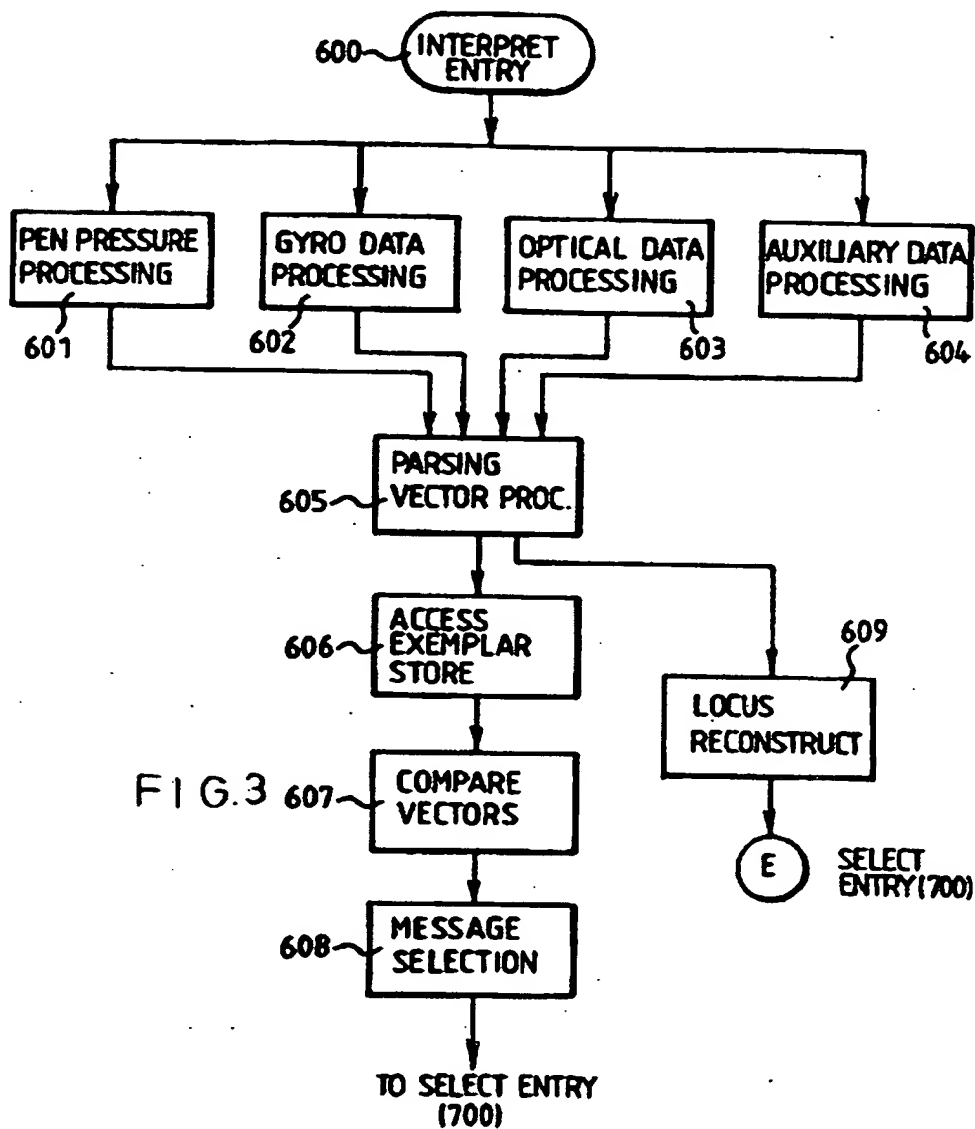 600
INTERPRET
ENTRY
PEN PRESSURE
PROCESSING
601
GYRO DATA
PROCESSING
602
OPTICAL DATA
PROCESSING
603
AUXILIARY DATA
PROCESSING
604
PARSING
VECTOR PROC.
605
ACCESS
EXEMPLAR
STORE
606
609
LOCUS
RECONSTRUCT
FIG.3
607
COMPARE
VECTORS
E
SELECT
ENTRY(700)
608
MESSAGE
SELECTION
TO SELECT ENTRY
(700)